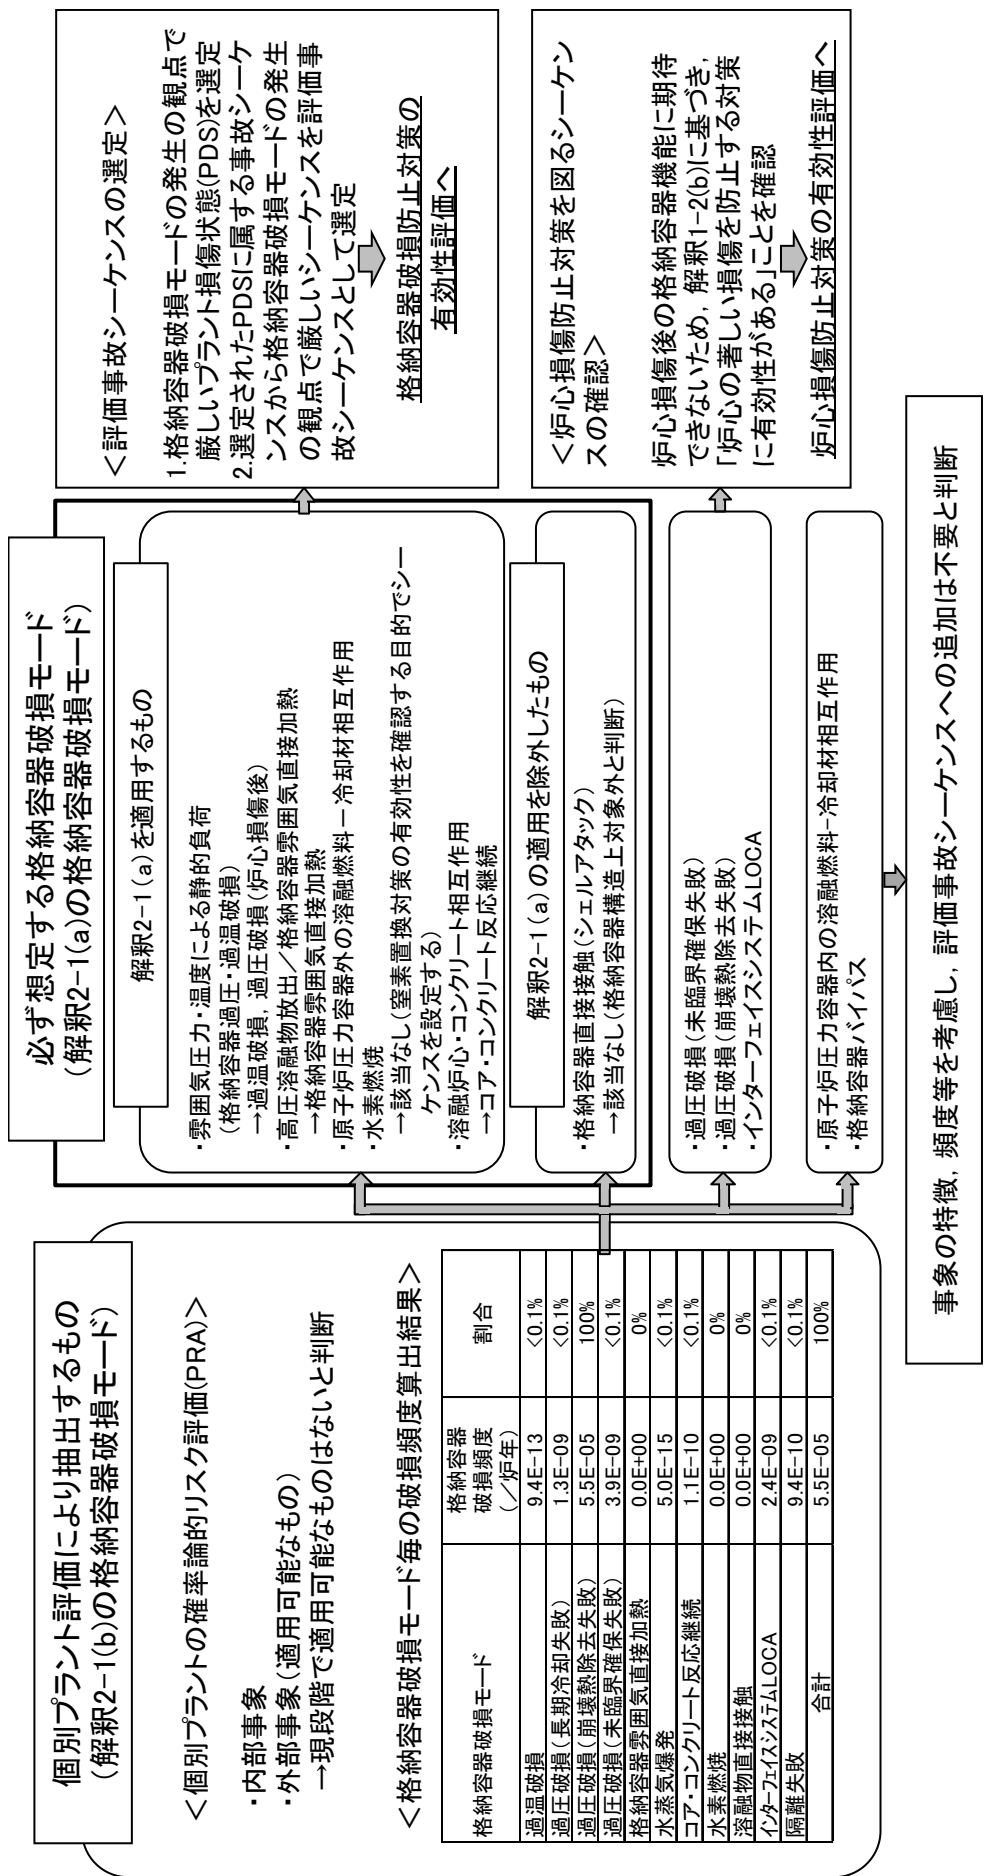 個別プラント評価により抽出するもの
(解釈2-1(b)の格納容器破損モード)
＜個別プラントの確率論的リスク評価(PRA)＞
・内部事象
・外部事象(適用可能なもの)
→現段階で適用可能なものはないと判断
＜格納容器破損モード毎の破損頻度算出結果＞
格納容器破損モード 格納容器破損頻度(／炉年) 割合
過温破損 9.4E-13 <0.1%
過圧破損(長期冷却失敗) 1.3E-09 <0.1%
過圧破損(崩壊熱除去失敗) 5.5E-05 100%
過圧破損(未臨界確保失敗) 3.9E-09 <0.1%
格納容器雰囲気直接加熱 0.0E+00 0%
水蒸気爆発 5.0E-15 <0.1%
コア・コンクリート反応継続 1.1E-10 <0.1%
水素燃焼 0.0E+00 0%
溶融物直接接触 0.0E+00 0%
インターフェイスシステムLOCA 2.4E-09 <0.1%
隔離失敗 9.4E-10 <0.1%
合計 5.5E-05 100%
必ず想定する格納容器破損モード
(解釈2-1(a)の格納容器破損モード)
解釈2-1(a)を適用するもの
・雰囲気圧力・温度による静的負荷
(格納容器過圧・過温破損)
→過温破損，過圧破損(炉心損傷後)
・高圧溶融物放出／格納容器雰囲気直接加熱
→格納容器雰囲気直接加熱
・原子炉圧力容器外の溶融燃料－冷却材相互作用
・水素燃焼
→該当なし(窒素置換対策の有効性を確認する目的でシー
ケンスを設定する)
・溶融炉心・コンクリート相互作用
→コア・コンクリート反応継続
解釈2-1(a)の適用を除外したもの
・格納容器直接接触(シェルアタック)
→該当なし(格納容器構造上対象外と判断)
・過圧破損(未臨界確保失敗)
・過圧破損(崩壊熱除去失敗)
・インターフェイスシステムLOCA
・原子炉圧力容器内の溶融燃料-冷却材相互作用
・格納容器バイパス
＜評価事故シーケンスの選定＞
1.格納容器破損モードの発生の観点で
厳しいプラント損傷状態(PDS)を選定
2.選定されたPDSに属する事故シーケ
ンスから格納容器破損モードの発生
の観点で厳しいシーケンスを評価事
故シーケンスとして選定
格納容器破損防止対策の
有効性評価へ
＜炉心損傷防止対策を図るシーケン
スの確認＞
炉心損傷後の格納容器機能に期待
できないため，解釈1-2(b)に基づき，
「炉心の著しい損傷を防止する対策
に有効性がある」ことを確認
炉心損傷防止対策の有効性評価へ
事象の特徴，頻度等を考慮し，評価事故シーケンスへの追加は不要と判断